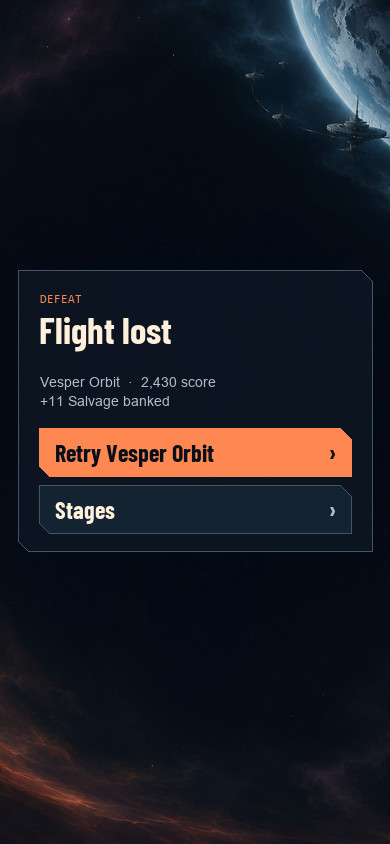 DEFEAT
Flight lost
Vesper Orbit · 2,430 score
+11 Salvage banked
Retry Vesper Orbit ›
Stages ›